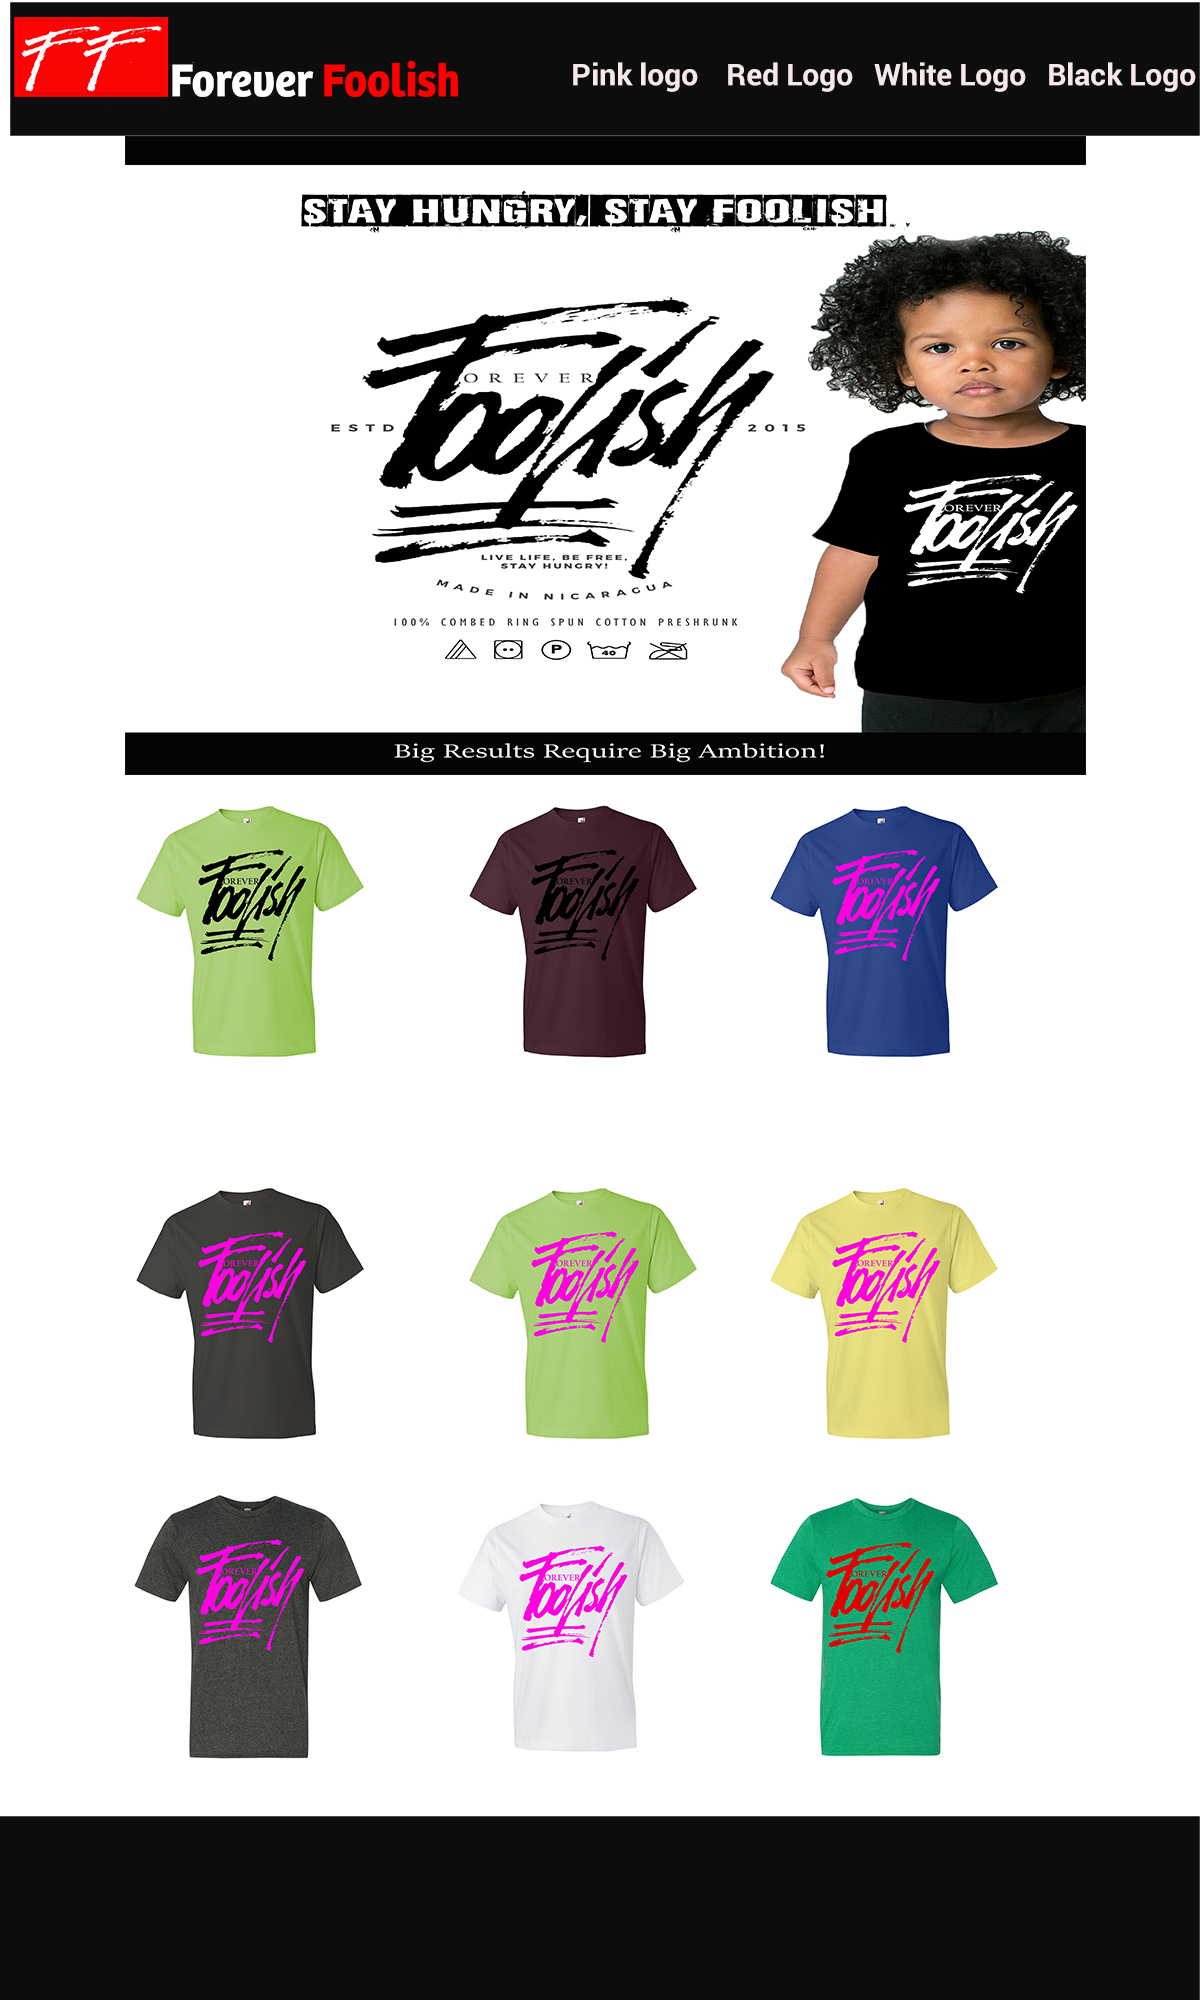 FF
Forever Foolish
Pink logo Red Logo White Logo Black Logo
STAY HUNGRY, STAY FOOLISH
FOREVER
Foolish
ESTD 2015
LIVE LIFE, BE FREE,
STAY HUNGRY!
MADE IN NICARAGUA
100% COMBED RING SPUN COTTON PRESHRUNK
P
40
FOREVER
Foolish
Big Results Require Big Ambition!
FOREVER
Foolish
FOREVER
Foolish
FOREVER
Foolish
FOREVER
Foolish
FOREVER
Foolish
FOREVER
Foolish
FOREVER
Foolish
FOREVER
Foolish
FOREVER
Foolish